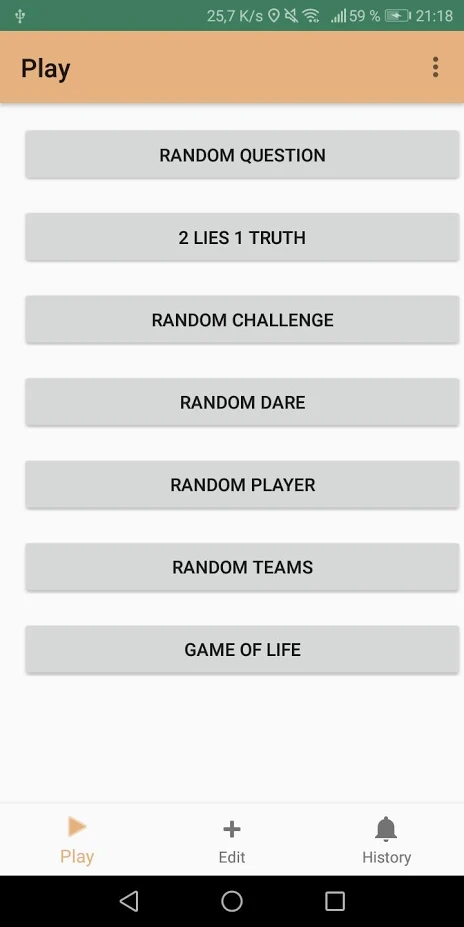 25,7 K/s 59 % 21:18
Play
RANDOM QUESTION
2 LIES 1 TRUTH
RANDOM CHALLENGE
RANDOM DARE
RANDOM PLAYER
RANDOM TEAMS
GAME OF LIFE
Play Edit History